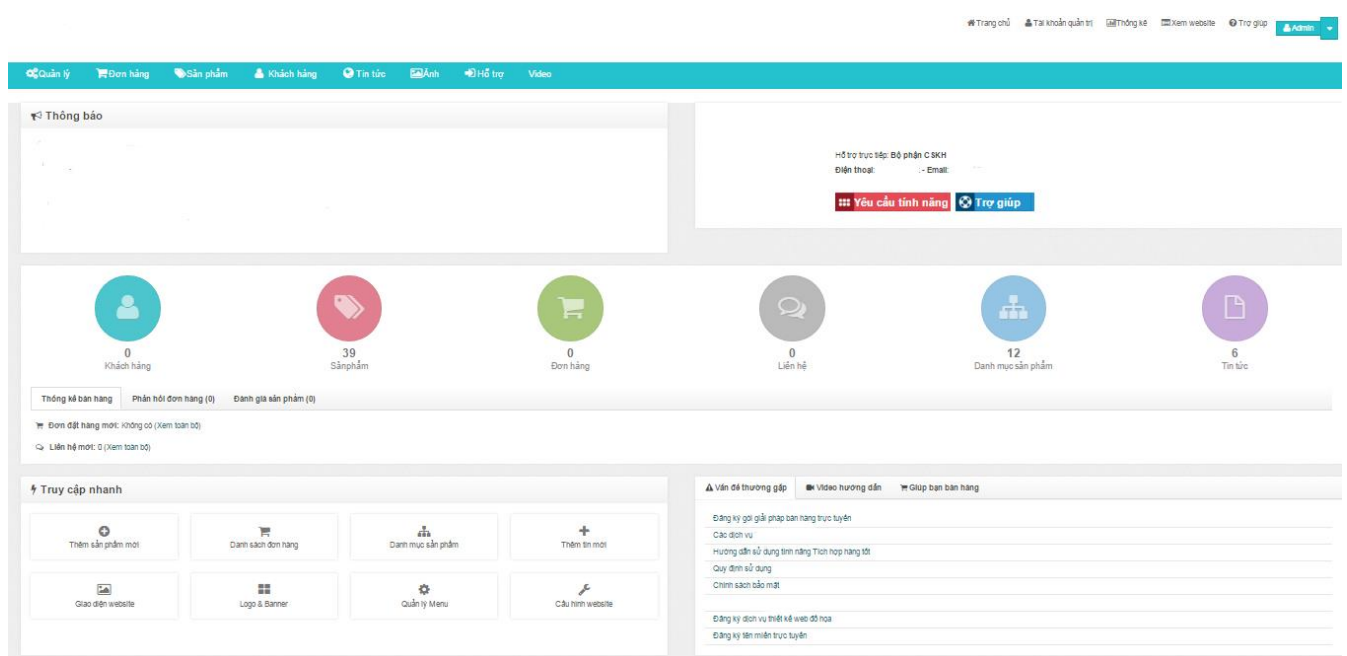 Trang chủ Tài khoản quản trị Thống kê Xem website Trợ giúp Admin
Quản lý Đơn hàng Sản phẩm Khách hàng Tin tức Ảnh Hỗ trợ Video
Thông báo
Hỗ trợ trực tiếp: Bộ phận CSKH
Điện thoại: : - Email:
Yêu cầu tính năng Trợ giúp
0 39 0 0 12 6
Khách hàng Sảnphẩm Đơn hàng Liên hệ Danh mục sản phẩm Tin tức
Thống kê bán hàng Phản hồi đơn hàng (0) Đánh giá sản phẩm (0)
Đơn đặt hàng mới: Không có (Xem toàn bộ)
Liên hệ mới: 0 (Xem toàn bộ)
Truy cập nhanh
Thêm sản phẩm mới Danh sách đơn hàng Danh mục sản phẩm Thêm tin mới
Giao diện website Logo & Banner Quản lý Menu Cấu hình website
Vấn đề thường gặp Video hướng dẫn Giúp bạn bán hàng
Đăng ký gói giải pháp bán hàng trực tuyến
Các dịch vụ
Hướng dẫn sử dụng tính năng Tích hợp hàng tốt
Quy định sử dụng
Chính sách bảo mật
Đăng ký dịch vụ thiết kế web đồ họa
Đăng ký tên miền trực tuyến